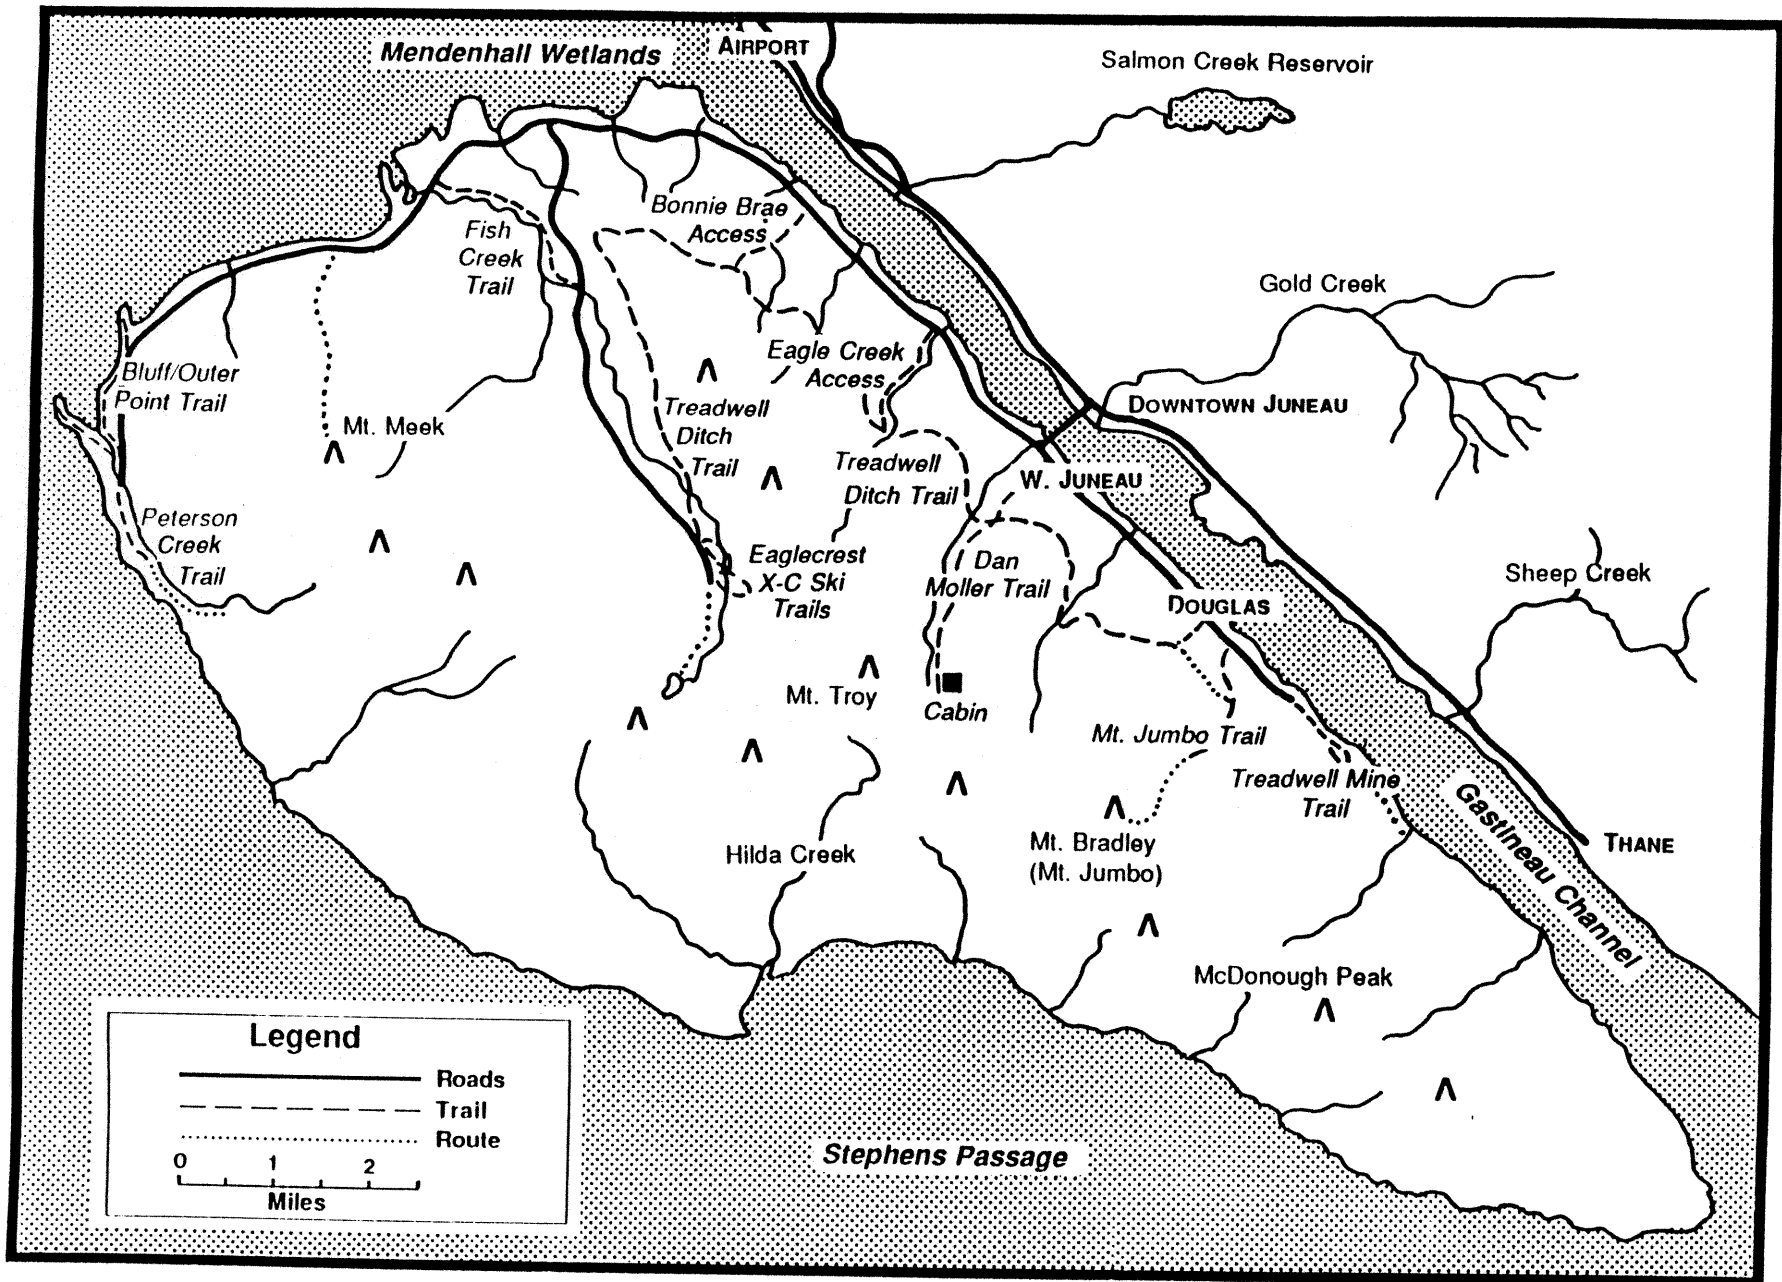 Mendenhall Wetlands
AIRPORT
Salmon Creek Reservoir
Bonnie Brae
Access
Fish
Creek
Trail
Gold Creek
Eagle Creek
Access
Bluff/Outer
Point Trail
Treadwell
Ditch
Trail
DOWNTOWN JUNEAU
Mt. Meek
Treadwell
Ditch Trail
W. JUNEAU
Peterson
Creek
Trail
Eaglecrest
X-C Ski
Trails
Dan
Moller Trail
Sheep Creek
DOUGLAS
Mt. Troy
Cabin
Mt. Jumbo Trail
Treadwell Mine
Trail
Gastineau Channel
THANE
Hilda Creek
Mt. Bradley
(Mt. Jumbo)
McDonough Peak
Legend
Roads
Trail
Route
0 1 2
Miles
Stephens Passage